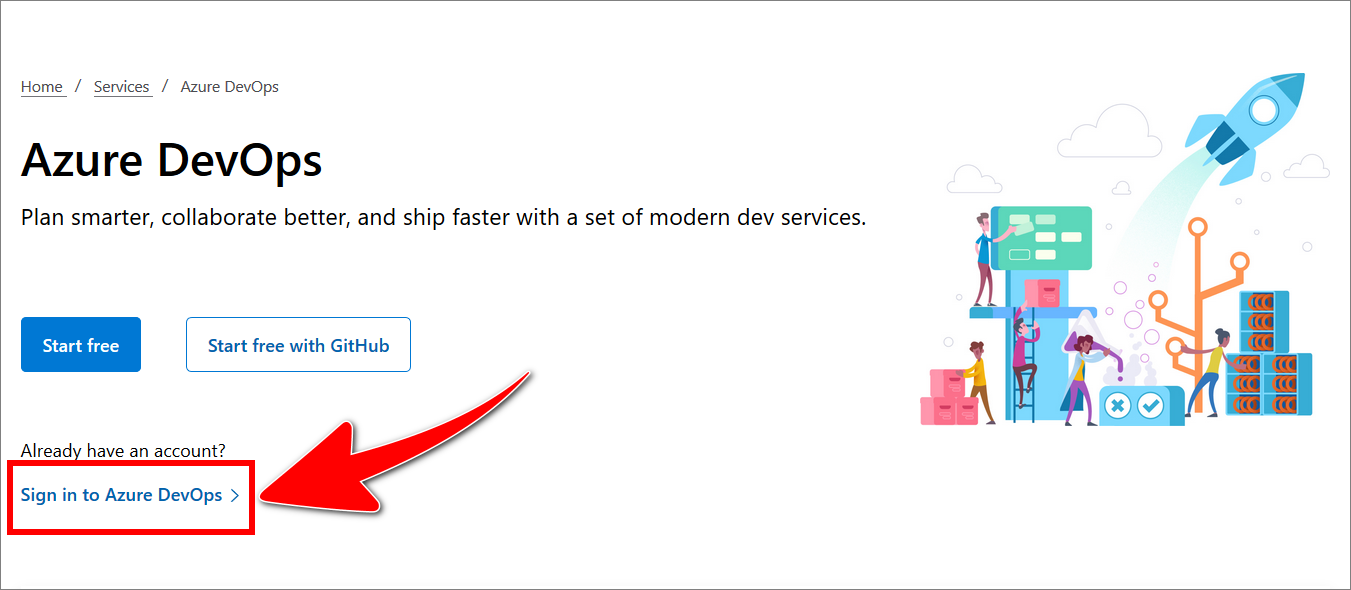 Home / Services / Azure DevOps
Azure DevOps
Plan smarter, collaborate better, and ship faster with a set of modern dev services.
Start free
Start free with GitHub
Already have an account?
Sign in to Azure DevOps >